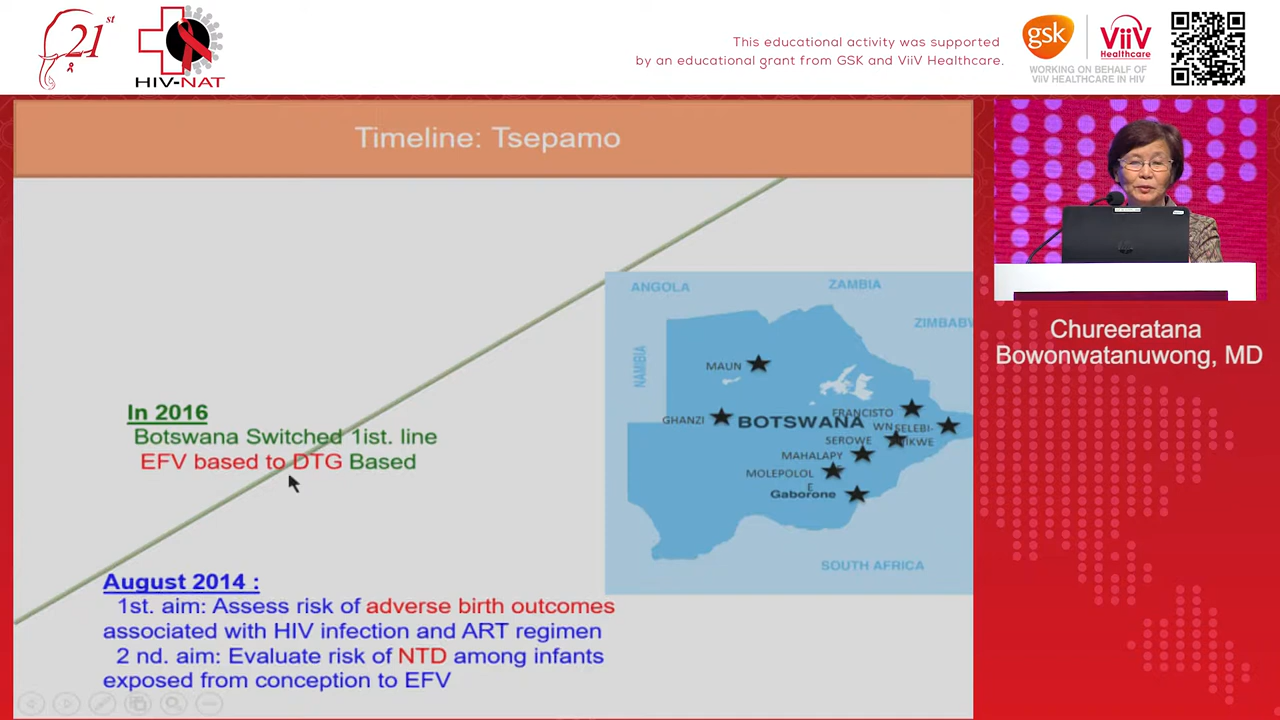 21st
HIV-NAT
This educational activity was supported
by an educational grant from GSK and ViiV Healthcare.
gsk
ViiV
Healthcare
WORKING ON BEHALF OF
VIIV HEALTHCARE IN HIV
Timeline: Tsepamo
In 2016
Botswana Switched 1ist. line
EFV based to DTG Based
August 2014 :
1st. aim: Assess risk of adverse birth outcomes
associated with HIV infection and ART regimen
2 nd. aim: Evaluate risk of NTD among infants
exposed from conception to EFV
ANGOLA
ZAMBIA
ZIMBABW
NAMIBIA
MAUN
GHANZI
BOTSWANA
FRANCISTO
WN
SELEBI-
SEROWE
PIKWE
MAHALAPY
MOLEPOLOL
E
Gaborone
SOUTH AFRICA
Chureeratana
Bowonwatanuwong, MD